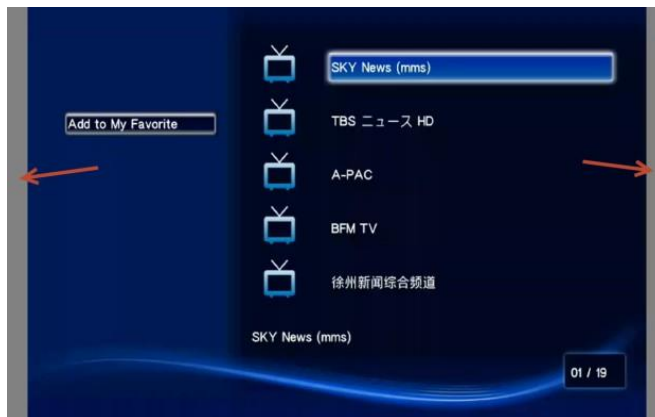 SKY News (mms)
Add to My Favorite
TBS ニュース HD
A-PAC
BFM TV
徐州新闻综合频道
SKY News (mms)
01 / 19